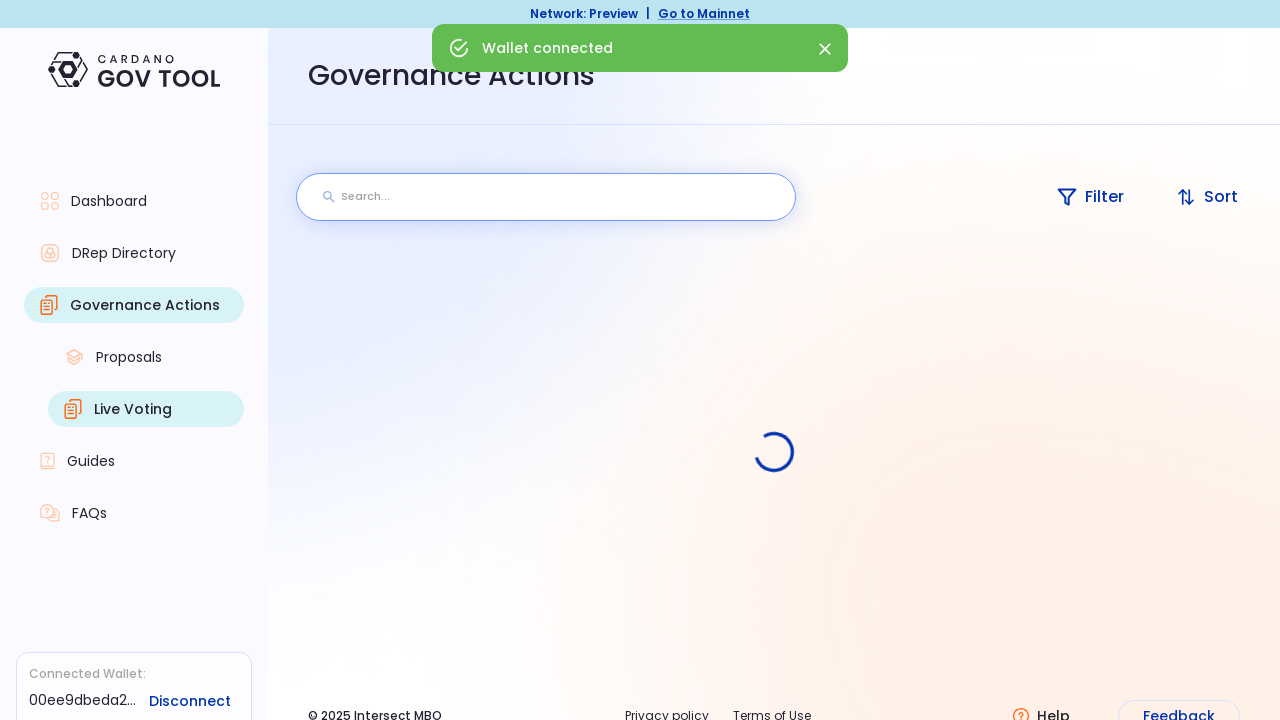 Network: Preview | Go to Mainnet
Wallet connected
CARDANO
GOV TOOL
Governance Actions
Dashboard
DRep Directory
Governance Actions
Proposals
Live Voting
Guides
FAQs
Search...
Filter
Sort
Connected Wallet:
00ee9dbeda2...
Disconnect
© 2025 Intersect MBO
Privacy policy
Terms of Use
Help
Feedback